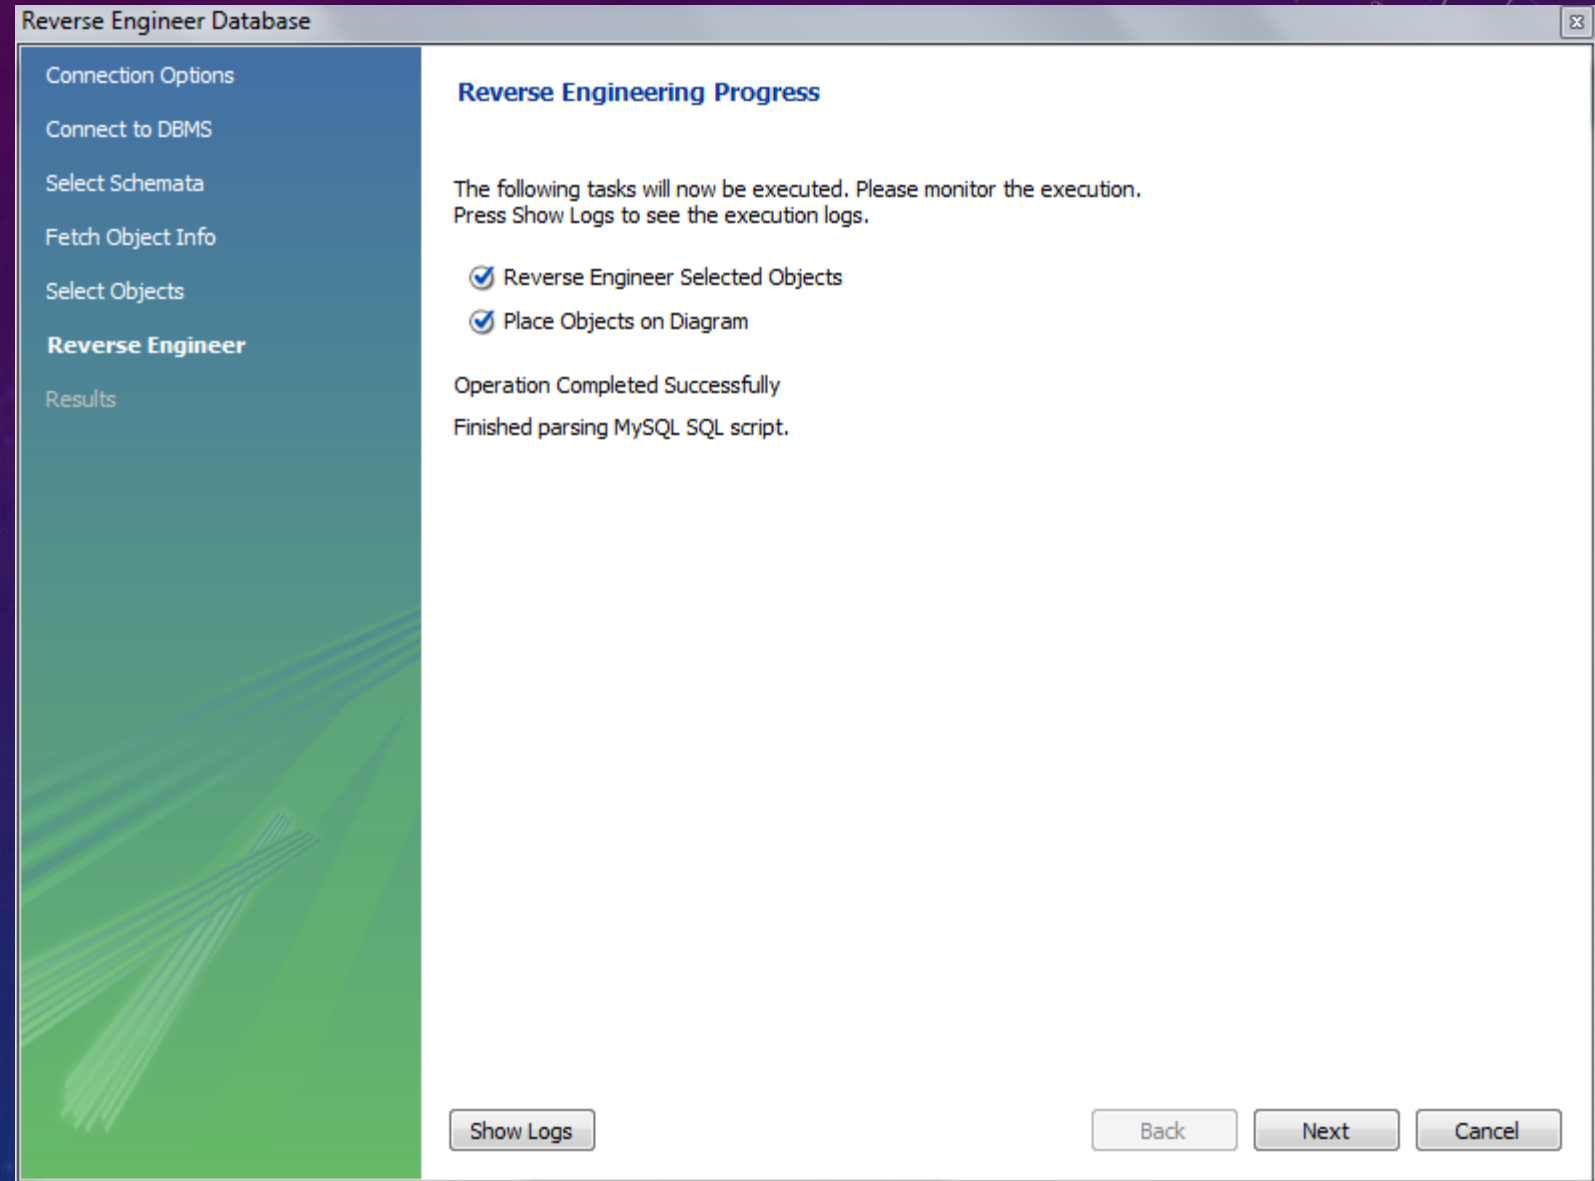 Reverse Engineer Database
Connection Options
Connect to DBMS
Select Schemata
Fetch Object Info
Select Objects
Reverse Engineer
Results
Reverse Engineering Progress
The following tasks will now be executed. Please monitor the execution.
Press Show Logs to see the execution logs.
Reverse Engineer Selected Objects
Place Objects on Diagram
Operation Completed Successfully
Finished parsing MySQL SQL script.
Show Logs
Back
Next
Cancel